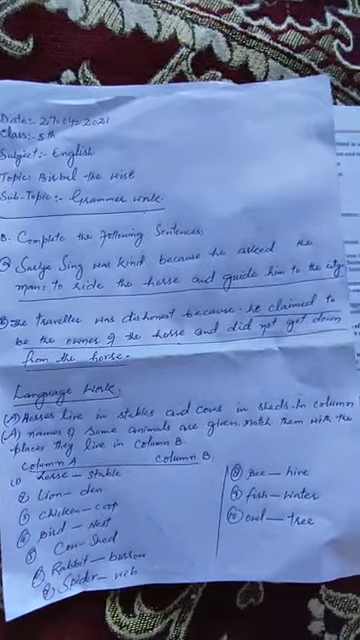 Date:- 27-04-2021
Class:- 5th
Subject:- English
Topic: Birbal the wise
Sub-Topic:- Grammer work.
B. Complete the following Sentences.
Surjye Sing was kind because he asked the
man: to ride the horse and guide him to the city
The traveller was dishonest because he claimed to
be the owner of the horse and did not get down
from the horse.
Language Work.
(A) Horses live in stables and cows in sheds. In column
(A) names of some animals are given. match them with the
places they live in column B.
Column A Column B.
(1) horse - stable
② Lion - den
③ chicken - coop
④ Bird - Nest
⑤ Cow - Shed
⑥ Rabbit - burrow
⑦ Spider - web
⑧ Bee - hive
⑨ fish - water
⑩ owl - tree